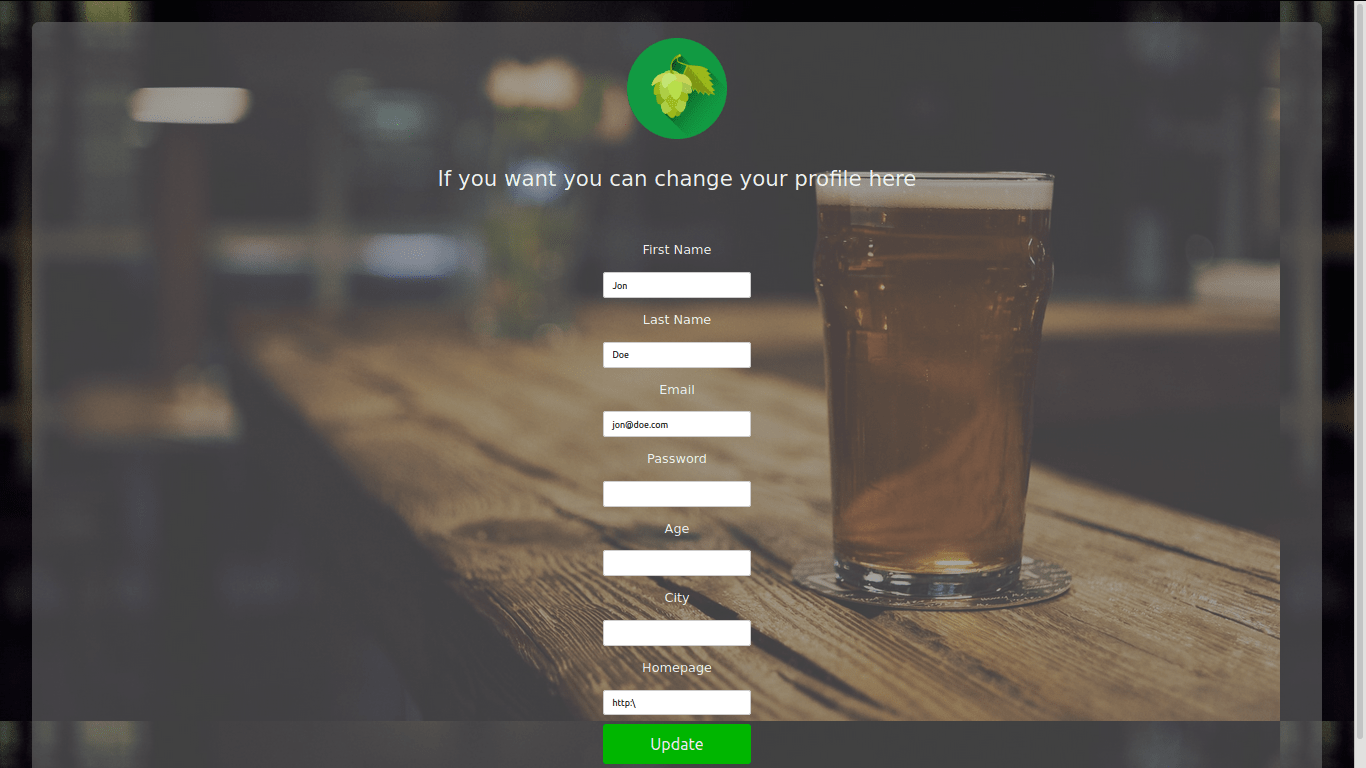 If you want you can change your profile here
First Name
Jon
Last Name
Doe
Email
jon@doe.com
Password
Age
City
Homepage
http:\
Update